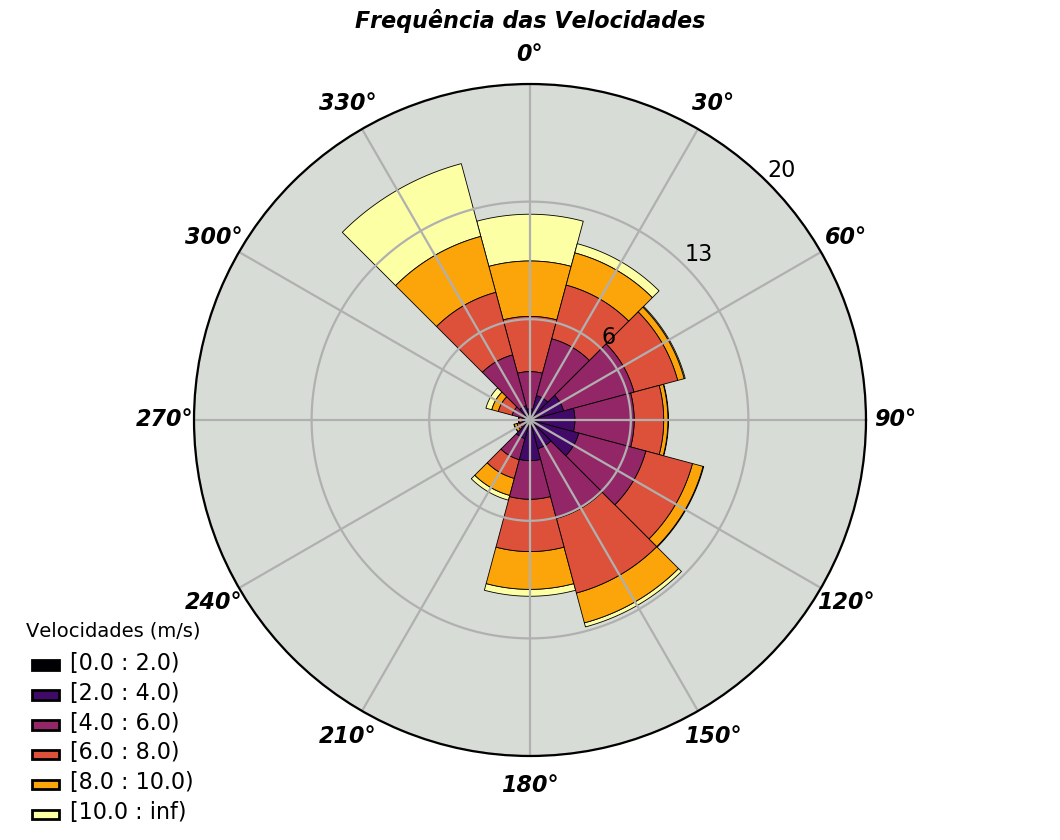 Frequência das Velocidades
0°
330°
30°
20
300°
60°
13
6
270°
90°
240°
120°
210°
150°
180°
Velocidades (m/s)
[0.0 : 2.0)
[2.0 : 4.0)
[4.0 : 6.0)
[6.0 : 8.0)
[8.0 : 10.0)
[10.0 : inf)